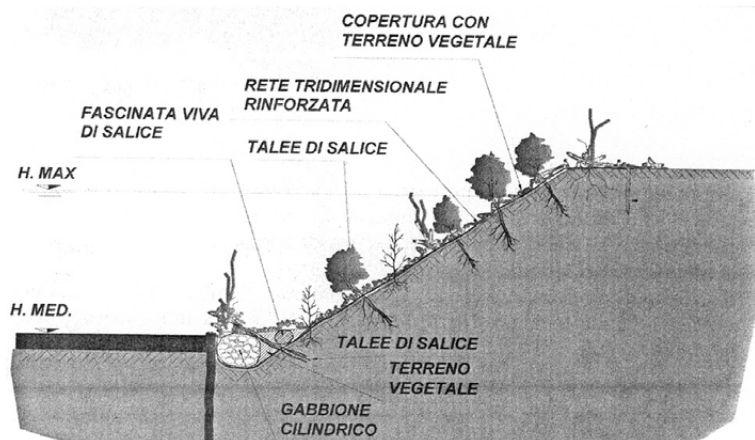 COPERTURA CON
TERRENO VEGETALE
RETE TRIDIMENSIONALE
RINFORZATA
FASCINATA VIVA
DI SALICE
TALEE DI SALICE
H. MAX
H. MED.
TALEE DI SALICE
TERRENO
VEGETALE
GABBIONE
CILINDRICO